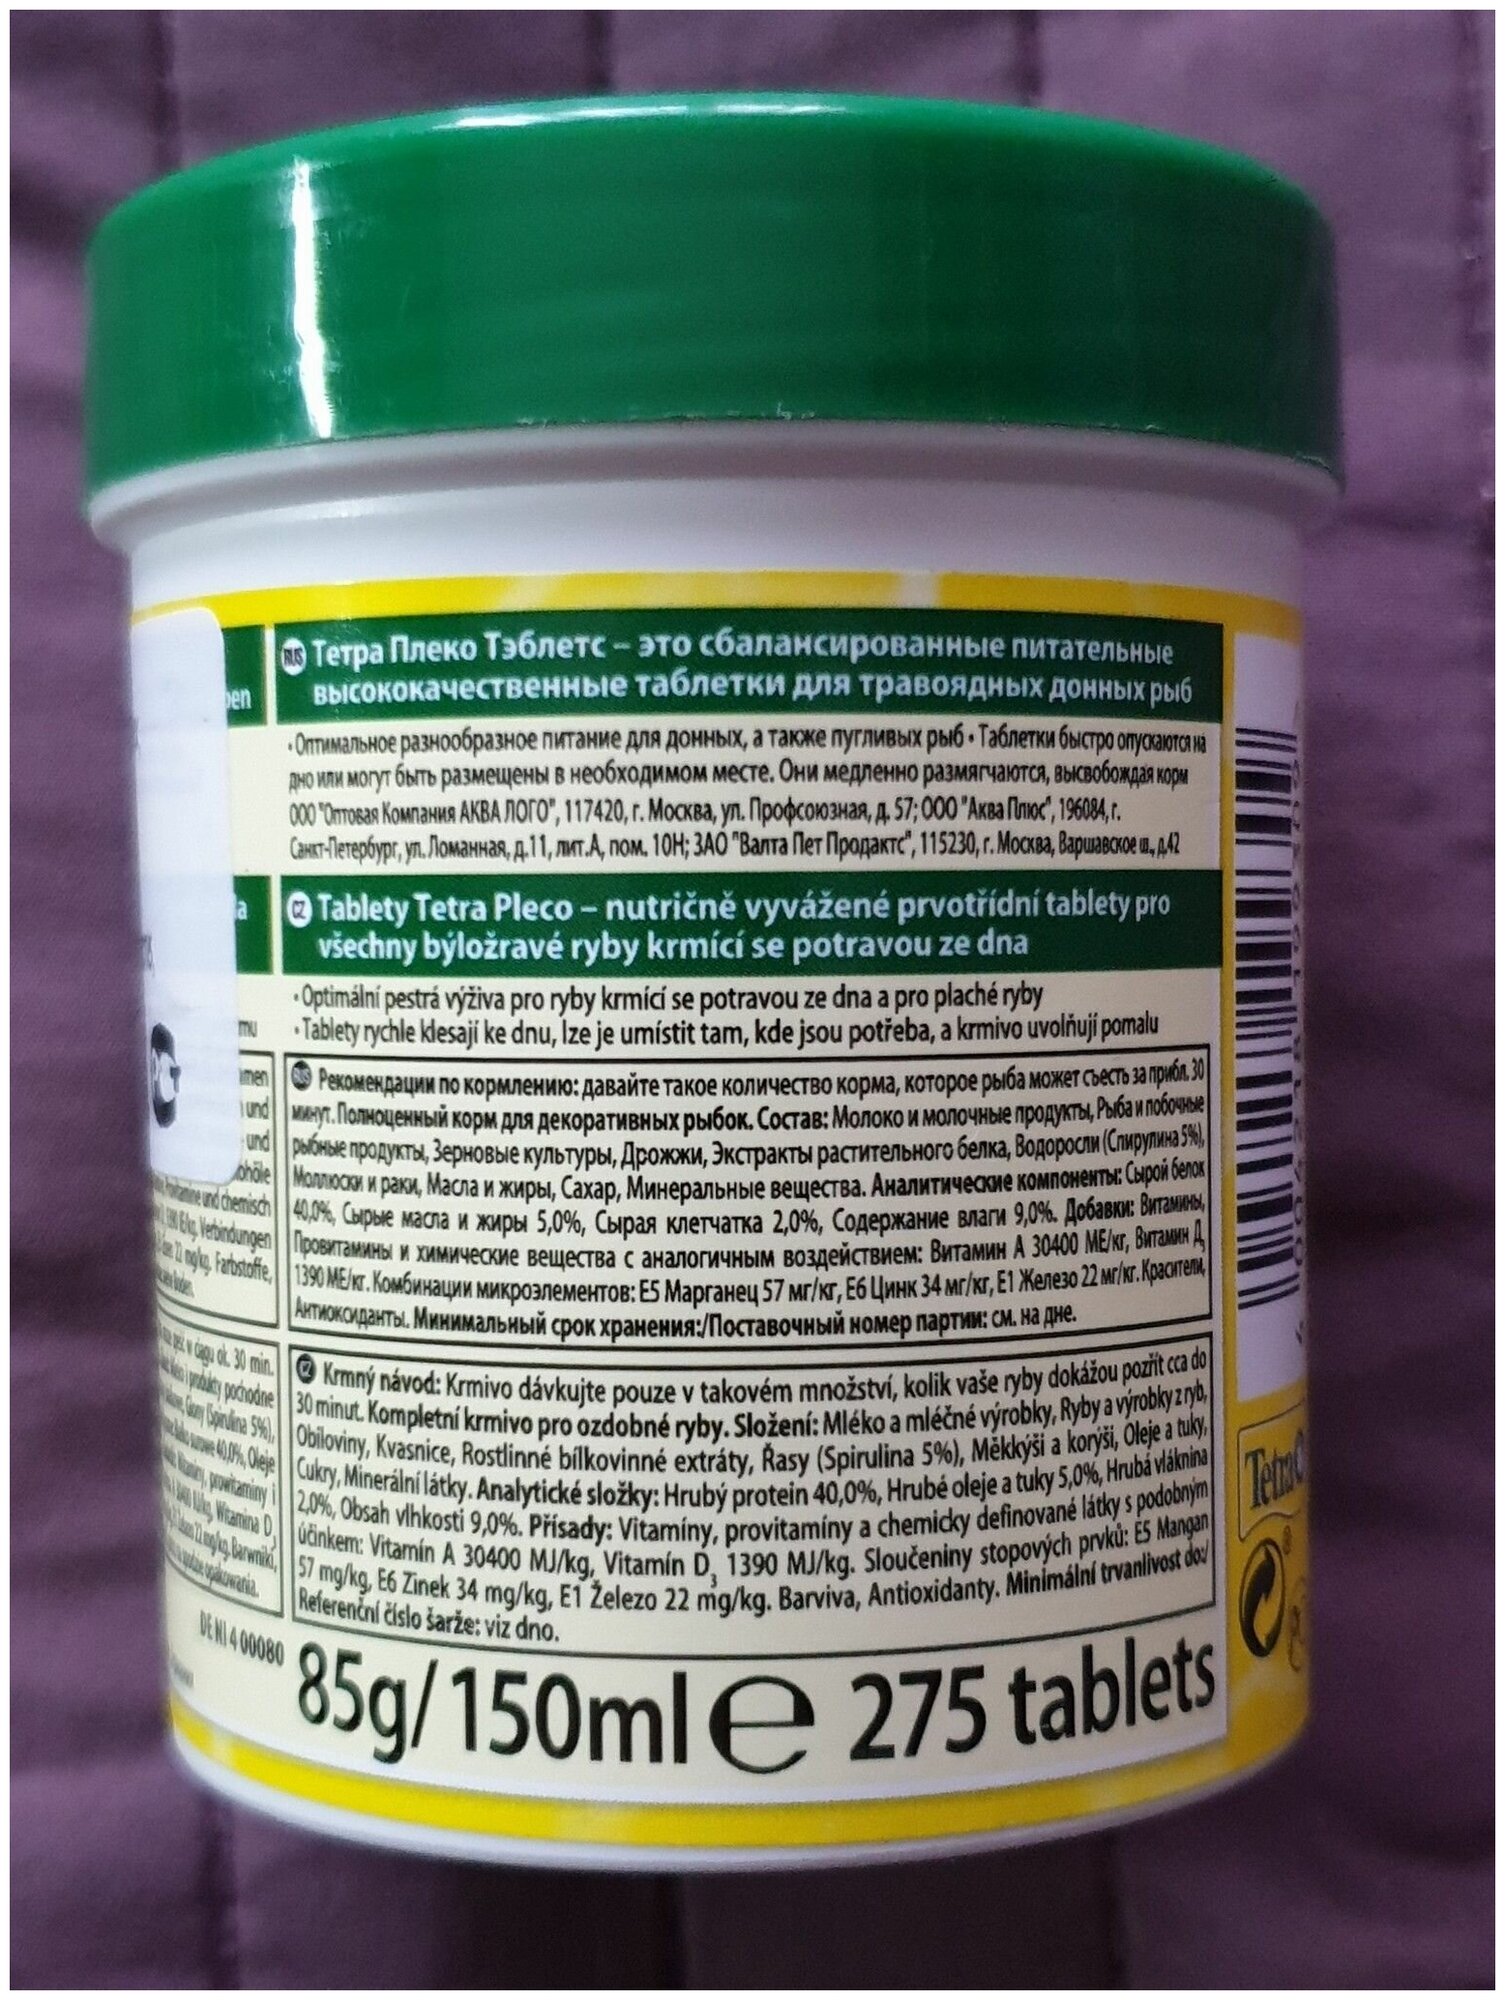 RUS Тетра Плеко Тэблетс – это сбалансированные питательные
высококачественные таблетки для травоядных донных рыб
• Оптимальное разнообразное питание для донных, а также пугливых рыб • Таблетки быстро опускаются на
дно или могут быть размещены в необходимом месте. Они медленно размягчаются, высвобождая корм
ООО "Оптовая Компания АКВА ЛОГО", 117420, г. Москва, ул. Профсоюзная, д. 57; ООО "Аква Плюс", 196084, г.
Санкт-Петербург, ул. Ломанная, д.11, лит.А, пом. 10Н; ЗАО "Валта Пет Продактс", 115230, г. Москва, Варшавское ш., д.42
CZ Tablety Tetra Pleco – nutričně vyvážené prvotřídní tablety pro
všechny býložravé ryby krmící se potravou ze dna
• Optimální pestrá výživa pro ryby krmící se potravou ze dna a pro plaché ryby
• Tablety rychle klesají ke dnu, lze je umístit tam, kde jsou potřeba, a krmivo uvolňují pomalu
RUS Рекомендации по кормлению: давайте такое количество корма, которое рыба может съесть за прибл. 30
минут. Полноценный корм для декоративных рыбок. Состав: Молоко и молочные продукты, Рыба и побочные
рыбные продукты, Зерновые культуры, Дрожжи, Экстракты растительного белка, Водоросли (Спирулина 5%),
Моллюски и раки, Масла и жиры, Сахар, Минеральные вещества. Аналитические компоненты: Сырой белок
40,0%, Сырые масла и жиры 5,0%, Сырая клетчатка 2,0%, Содержание влаги 9,0%. Добавки: Витамины,
Провитамины и химические вещества с аналогичным воздействием: Витамин А 30400 МЕ/кг, Витамин Д,
1390 МЕ/кг. Комбинации микроэлементов: Е5 Марганец 57 мг/кг, Е6 Цинк 34 мг/кг, Е1 Железо 22 мг/кг. Красители,
Антиоксиданты. Минимальный срок хранения:/Поставочный номер партии: см. на дне.
CZ Krmný návod: Krmivo dávkujte pouze v takovém množství, kolik vaše ryby dokážou pozřít cca do
30 minut. Kompletní krmivo pro ozdobné ryby. Složení: Mléko a mléčné výrobky, Ryby a výrobky z ryb,
Obiloviny, Kvasnice, Rostlinné bílkovinné extráty, Řasy (Spirulina 5%), Měkkýši a korýši, Oleje a tuky,
Cukry, Minerální látky. Analytické složky: Hrubý protein 40,0%, Hrubé oleje a tuky 5,0%, Hrubá vláknina
2,0%, Obsah vlhkosti 9,0%. Přísady: Vitamíny, provitamíny a chemicky definované látky s podobným
účinkem: Vitamín A 30400 MJ/kg, Vitamín D3 1390 MJ/kg. Sloučeniny stopových prvků: E5 Mangan
57 mg/kg, E6 Zinek 34 mg/kg, E1 Železo 22 mg/kg. Barviva, Antioxidanty. Minimální trvanlivost do:/
Referenční číslo šarže: viz dno.
DE NI 4 00080
85g/150ml e 275 tablets
Tetra